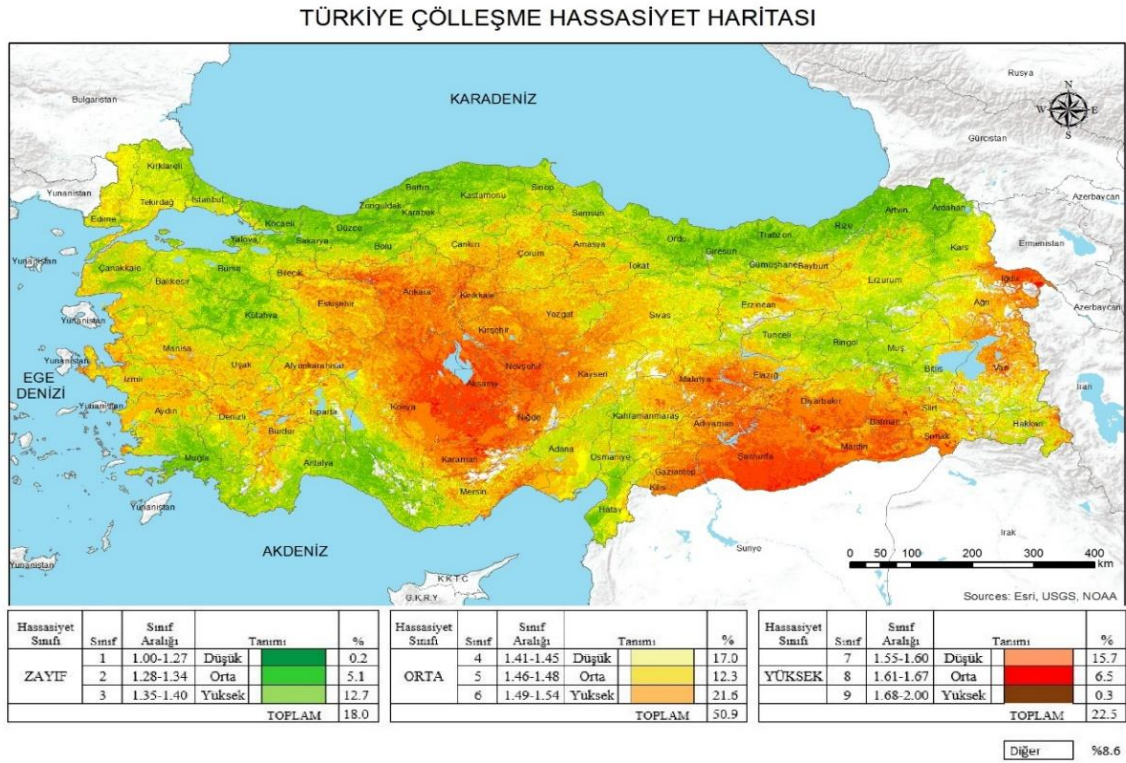 TÜRKİYE ÇÖLLEŞME HASSASİYET HARİTASI
Rusya
Bulgaristan
KARADENİZ
N
W E
S
Gürcistan
Kırklareli
Yunanistan
Tekirdağ
İstanbul
Edirne
Bartın
Kastamonu
Sinop
Zonguldak
Karabük
Samsun
Kocaeli
Düzce
Sakarya
Yalova
Bolu
Çankırı
Çorum
Amasya
Ordu
Giresun
Trabzon
Rize
Artvin
Ardahan
Azerbaycan
Ermenistan
Kars
Yunanistan
Çanakkale
Balıkesir
Bursa
Bilecik
Tokat
Gümüşhane
Bayburt
Erzurum
Iğdır
Ağrı
Azerbaycan
Eskişehir
Ankara
Kırıkkale
Yozgat
Sivas
Erzincan
Yunanistan
Kütahya
Kırşehir
Tunceli
Bingöl
Muş
Manisa
Uşak
Afyonkarahisar
Nevşehir
Kayseri
Malatya
Elazığ
Bitlis
Van
İran
Yunanistan
EGE
DENİZİ
İzmir
Aksaray
Yunanistan
Aydın
Denizli
Isparta
Konya
Niğde
Kahramanmaraş
Adıyaman
Diyarbakır
Batman
Siirt
Hakkari
Burdur
Şırnak
Mardin
Muğla
Antalya
Karaman
Adana
Osmaniye
Gaziantep
Şanlıurfa
Kilis
Mersin
Hatay
Yunanistan
AKDENİZ
Suriye
Irak
Yunanistan
K.K.T.C
G.K.R.Y
0 50 100 200 300 400
km
Sources: Esri, USGS, NOAA
Hassasiyet Sınıfı Sınıf Sınıf Aralığı Tanımı %
ZAYIF
1 1.00-1.27 Düşük 0.2
2 1.28-1.34 Orta 5.1
3 1.35-1.40 Yüksek 12.7
TOPLAM 18.0
Hassasiyet Sınıfı Sınıf Sınıf Aralığı Tanımı %
ORTA
4 1.41-1.45 Düşük 17.0
5 1.46-1.48 Orta 12.3
6 1.49-1.54 Yüksek 21.6
TOPLAM 50.9
Hassasiyet Sınıfı Sınıf Sınıf Aralığı Tanımı %
YÜKSEK
7 1.55-1.60 Düşük 15.7
8 1.61-1.67 Orta 6.5
9 1.68-2.00 Yüksek 0.3
TOPLAM 22.5
Diğer %8.6